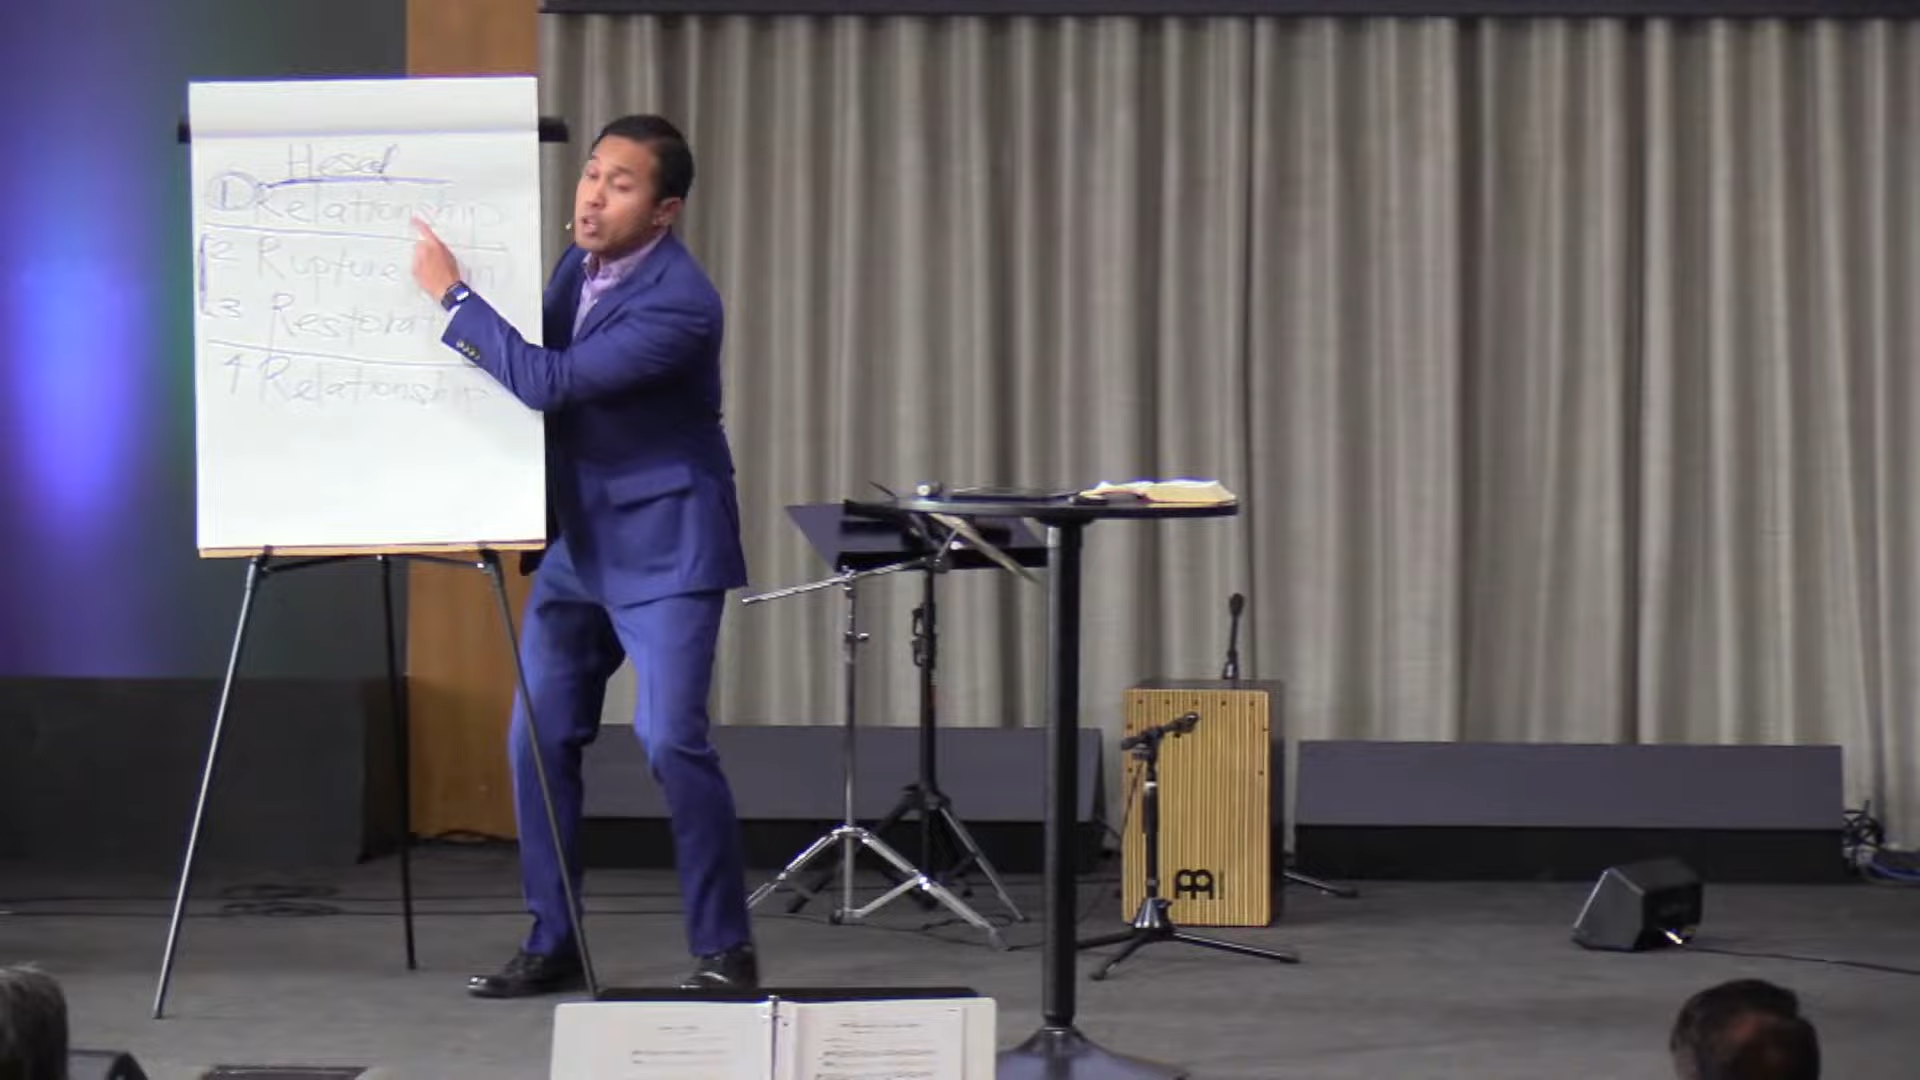 Hesed
1 Relationship
2 Rupture
3 Restorat
4 Relationship